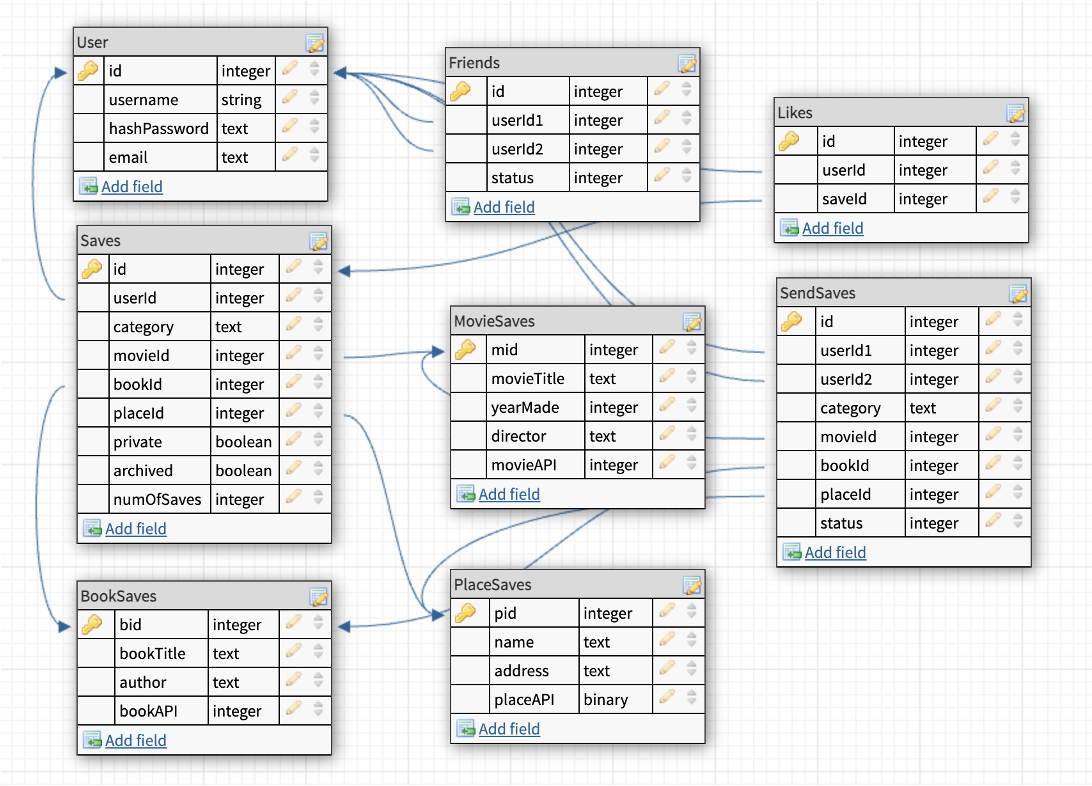 User
id integer
username string
hashPassword text
email text
Add field
Friends
id integer
userId1 integer
userId2 integer
status integer
Add field
Likes
id integer
userId integer
saveId integer
Add field
Saves
id integer
userId integer
category text
movieId integer
bookId integer
placeId integer
private boolean
archived boolean
numOfSaves integer
Add field
MovieSaves
mid integer
movieTitle text
yearMade integer
director text
movieAPI integer
Add field
SendSaves
id integer
userId1 integer
userId2 integer
category text
movieId integer
bookId integer
placeId integer
status integer
Add field
BookSaves
bid integer
bookTitle text
author text
bookAPI integer
Add field
PlaceSaves
pid integer
name text
address text
placeAPI binary
Add field